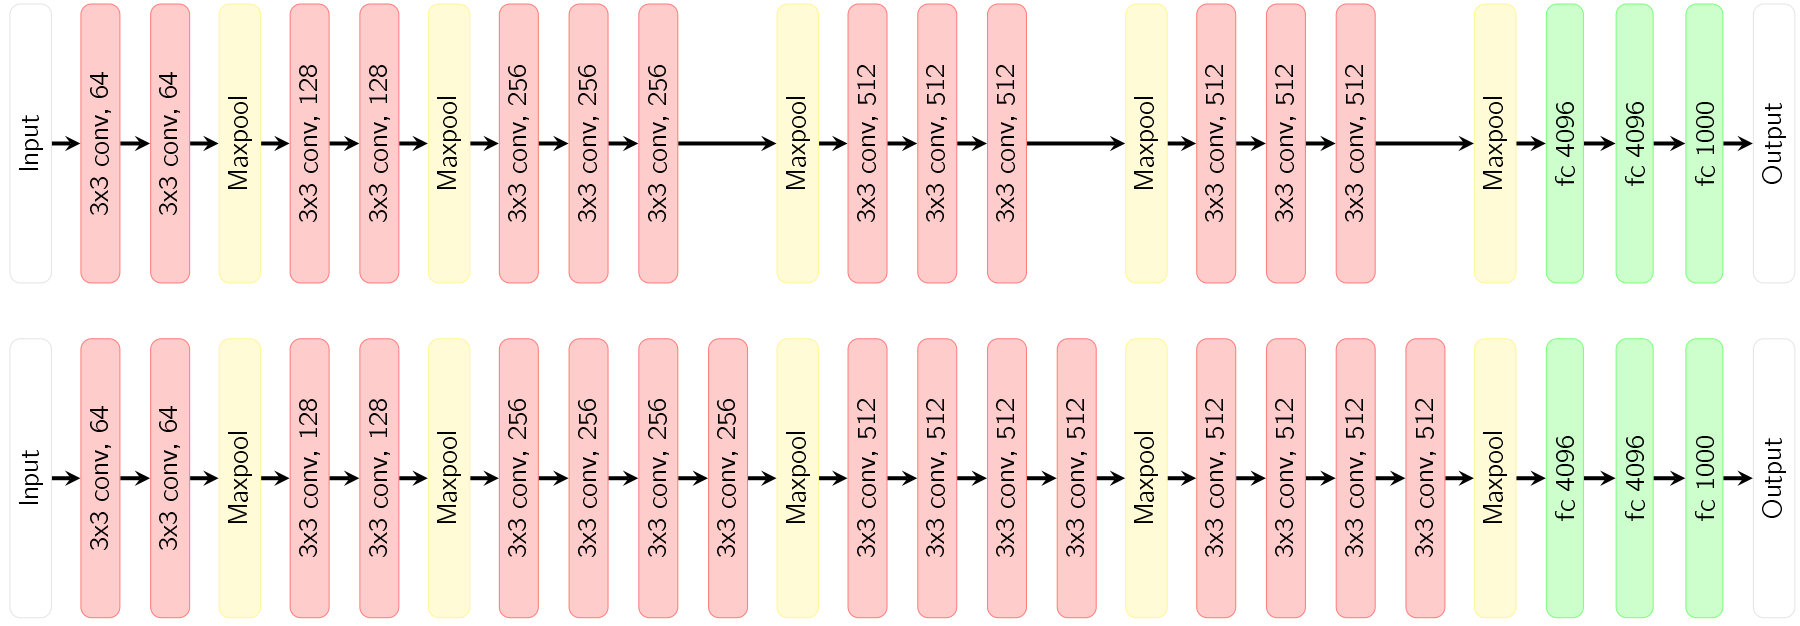 Input
3x3 conv, 64
3x3 conv, 64
Maxpool
3x3 conv, 128
3x3 conv, 128
Maxpool
3x3 conv, 256
3x3 conv, 256
3x3 conv, 256
Maxpool
3x3 conv, 512
3x3 conv, 512
3x3 conv, 512
Maxpool
3x3 conv, 512
3x3 conv, 512
3x3 conv, 512
Maxpool
fc 4096
fc 4096
fc 1000
Output
Input
3x3 conv, 64
3x3 conv, 64
Maxpool
3x3 conv, 128
3x3 conv, 128
Maxpool
3x3 conv, 256
3x3 conv, 256
3x3 conv, 256
3x3 conv, 256
Maxpool
3x3 conv, 512
3x3 conv, 512
3x3 conv, 512
3x3 conv, 512
Maxpool
3x3 conv, 512
3x3 conv, 512
3x3 conv, 512
3x3 conv, 512
Maxpool
fc 4096
fc 4096
fc 1000
Output